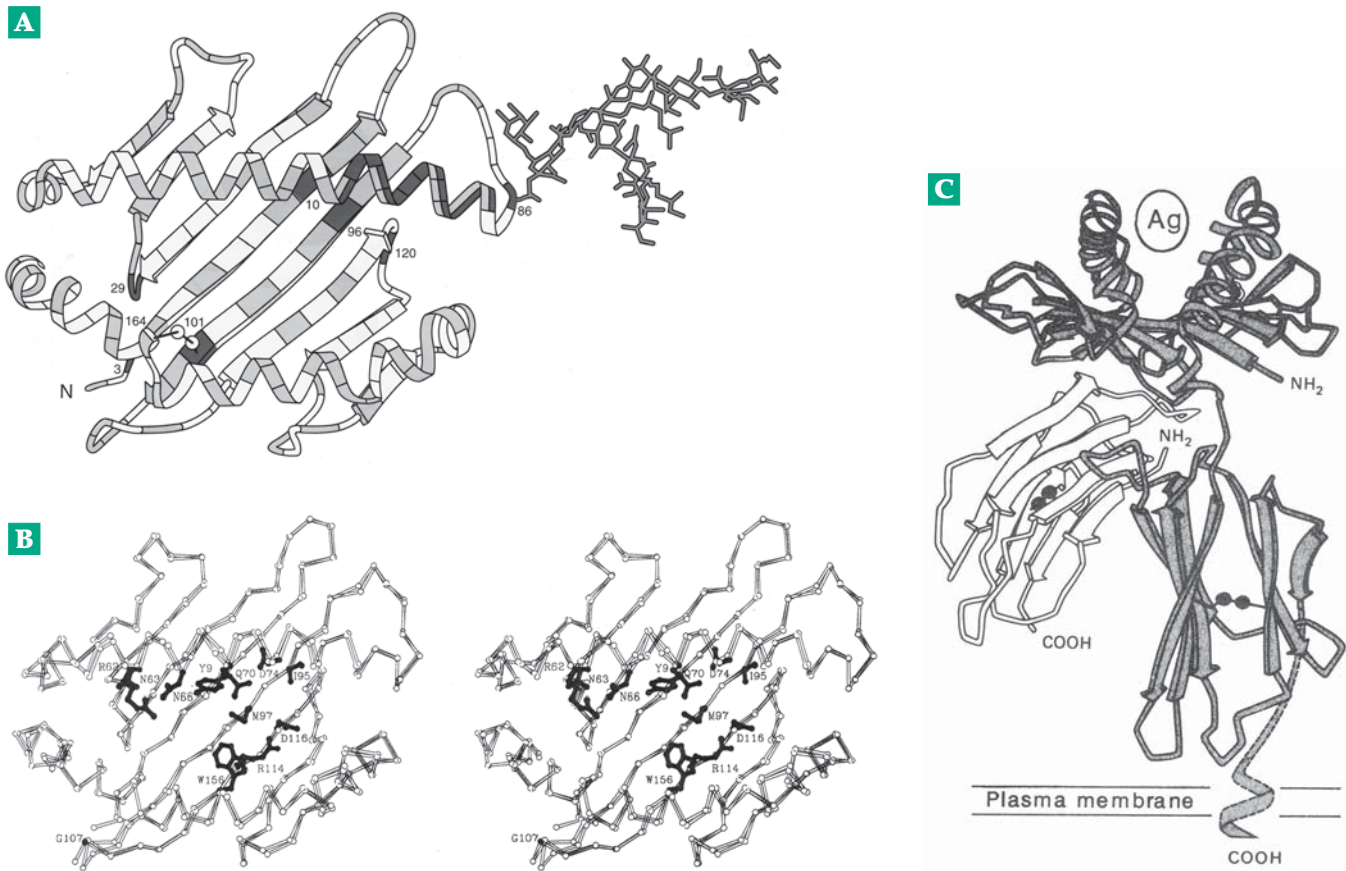 A
10
86
96
120
29
164
101
3
N
B
R62
N63
N66
Y9
Q70
D74
I95
M97
D116
R114
W156
G107
R62
N63
N66
Y9
Q70
D74
I95
M97
D116
R114
W156
G107
C
Ag
NH2
NH2
COOH
Plasma membrane
COOH